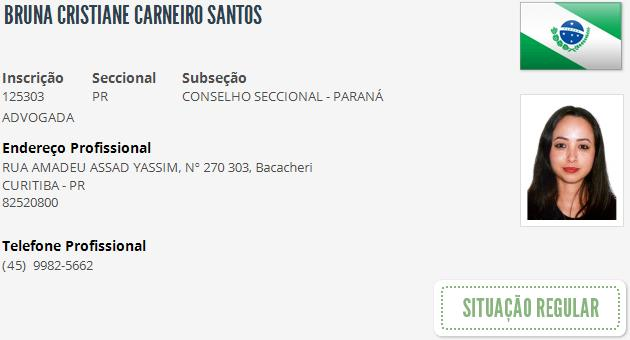 BRUNA CRISTIANE CARNEIRO SANTOS
Inscrição Seccional Subseção
125303 PR CONSELHO SECCIONAL - PARANÁ
ADVOGADA
Endereço Profissional
RUA AMADEU ASSAD YASSIM, Nº 270 303, Bacacheri
CURITIBA - PR
82520800
Telefone Profissional
(45) 9982-5662
SITUAÇÃO REGULAR